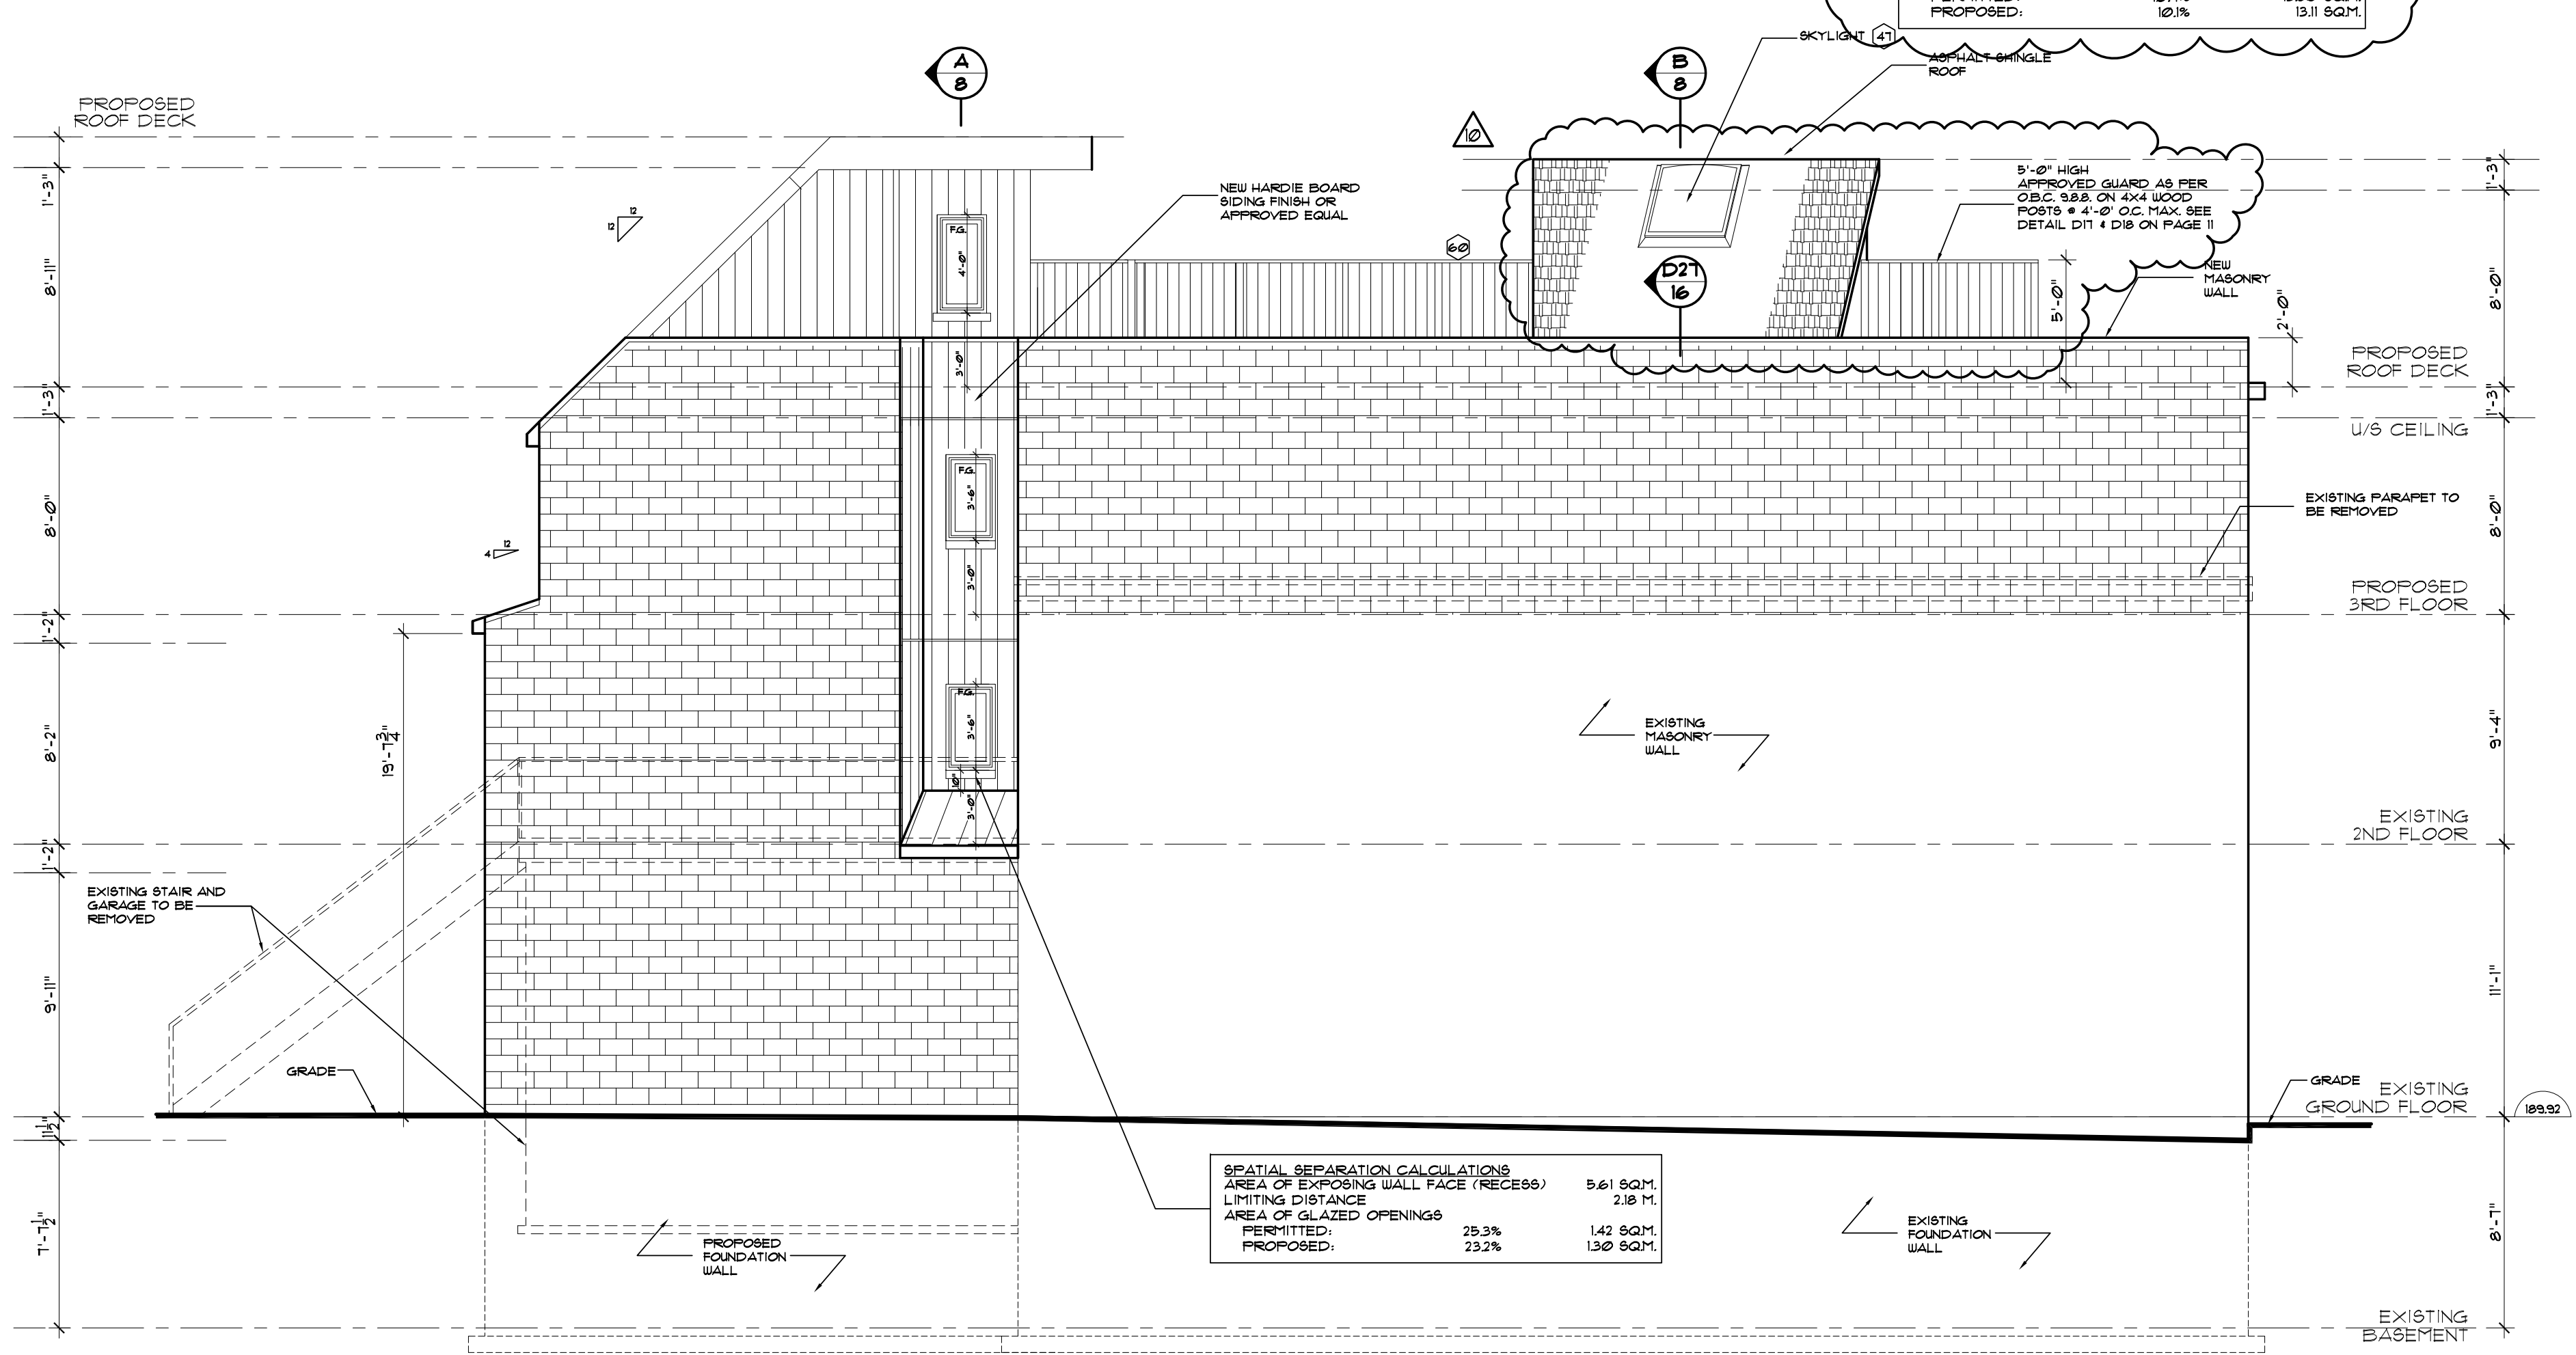 PROPOSED: 10.1% 13.11 SQ.M.
SKYLIGHT 47
ASPHALT SHINGLE
ROOF
A
8
B
8
PROPOSED
ROOF DECK
10
5'-0" HIGH
APPROVED GUARD AS PER
O.B.C. 9.8.8. ON 4X4 WOOD
POSTS @ 4'-0' O.C. MAX. SEE
DETAIL D17 & D18 ON PAGE 11
NEW HARDIE BOARD
SIDING FINISH OR
APPROVED EQUAL
12
12
F.G.
4'-0"
60
D27
16
NEW
MASONRY
WALL
5'-0"
2'-0"
3'-0"
PROPOSED
ROOF DECK
U/S CEILING
F.G.
3'-6"
3'-0"
EXISTING PARAPET TO
BE REMOVED
12
4
PROPOSED
3RD FLOOR
F.G.
3'-6"
10"
3'-0"
EXISTING
MASONRY
WALL
19'-7 3/4"
EXISTING
2ND FLOOR
EXISTING STAIR AND
GARAGE TO BE
REMOVED
GRADE
GRADE
EXISTING
GROUND FLOOR
189.92
SPATIAL SEPARATION CALCULATIONS
AREA OF EXPOSING WALL FACE (RECESS) 5.61 SQ.M.
LIMITING DISTANCE 2.18 M.
AREA OF GLAZED OPENINGS
PERMITTED: 25.3% 1.42 SQ.M.
PROPOSED: 23.2% 1.30 SQ.M.
PROPOSED
FOUNDATION
WALL
EXISTING
FOUNDATION
WALL
EXISTING
BASEMENT
1'-3"
8'-11"
1'-3"
8'-0"
1'-2"
8'-2"
1'-2"
9'-11"
11 1/2"
7'-7 1/2"
1'-3"
8'-0"
1'-3"
8'-0"
9'-4"
11'-1"
8'-7"